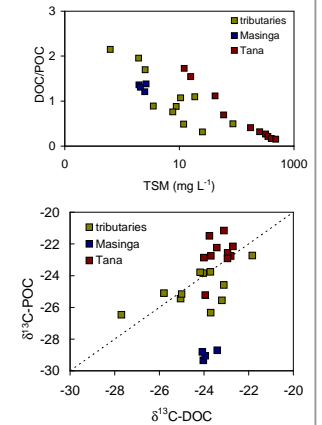 3
tributaries
Masinga
2
Tana
DOC/POC
1
0
0 10 1000
TSM (mg L⁻¹)
-20
tributaries
Masinga
-22
Tana
-24
δ¹³C-POC
-26
-28
-30
-30 -28 -26 -24 -22 -20
δ¹³C-DOC